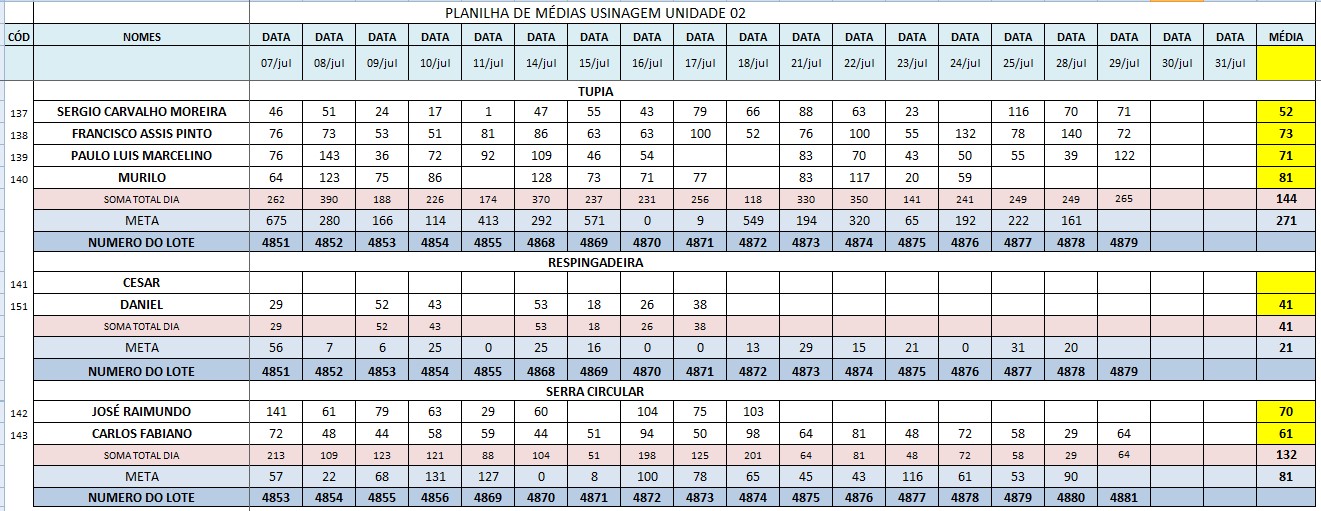 PLANILHA DE MÉDIAS USINAGEM UNIDADE 02
CÓD NOMES DATA DATA DATA DATA DATA DATA DATA DATA DATA DATA DATA DATA DATA DATA DATA DATA DATA DATA DATA MÉDIA
07/jul 08/jul 09/jul 10/jul 11/jul 14/jul 15/jul 16/jul 17/jul 18/jul 21/jul 22/jul 23/jul 24/jul 25/jul 28/jul 29/jul 30/jul 31/jul
TUPIA
137 SERGIO CARVALHO MOREIRA 46 51 24 17 1 47 55 43 79 66 88 63 23 116 70 71 52
138 FRANCISCO ASSIS PINTO 76 73 53 51 81 86 63 63 100 52 76 100 55 132 78 140 72 73
139 PAULO LUIS MARCELINO 76 143 36 72 92 109 46 54 83 70 43 50 55 39 122 71
140 MURILO 64 123 75 86 128 73 71 77 83 117 20 59 81
SOMA TOTAL DIA 262 390 188 226 174 370 237 231 256 118 330 350 141 241 249 249 265 144
META 675 280 166 114 413 292 571 0 9 549 194 320 65 192 222 161 271
NUMERO DO LOTE 4851 4852 4853 4854 4855 4868 4869 4870 4871 4872 4873 4874 4875 4876 4877 4878 4879
RESPINGADEIRA
141 CESAR
151 DANIEL 29 52 43 53 18 26 38 41
SOMA TOTAL DIA 29 52 43 53 18 26 38 41
META 56 7 6 25 0 25 16 0 0 13 29 15 21 0 31 20 21
NUMERO DO LOTE 4851 4852 4853 4854 4855 4868 4869 4870 4871 4872 4873 4874 4875 4876 4877 4878 4879
SERRA CIRCULAR
142 JOSÉ RAIMUNDO 141 61 79 63 29 60 104 75 103 70
143 CARLOS FABIANO 72 48 44 58 59 44 51 94 50 98 64 81 48 72 58 29 64 61
SOMA TOTAL DIA 213 109 123 121 88 104 51 198 125 201 64 81 48 72 58 29 64 132
META 57 22 68 131 127 0 8 100 78 65 45 43 116 61 53 90 81
NUMERO DO LOTE 4853 4854 4855 4856 4869 4870 4871 4872 4873 4874 4875 4876 4877 4878 4879 4880 4881